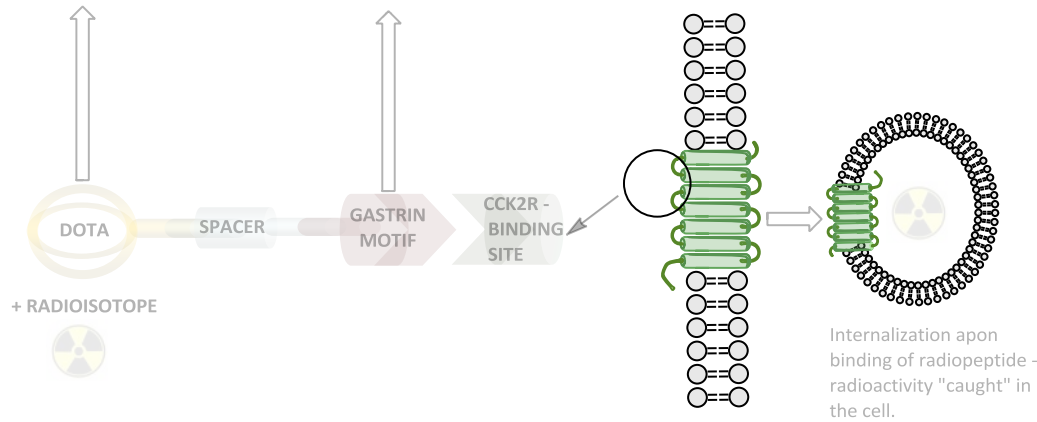 DOTA
SPACER
GASTRIN
MOTIF
CCK2R -
BINDING
SITE
+ RADIOISOTOPE
Internalization apon
binding of radiopeptide -
radioactivity "caught" in
the cell.